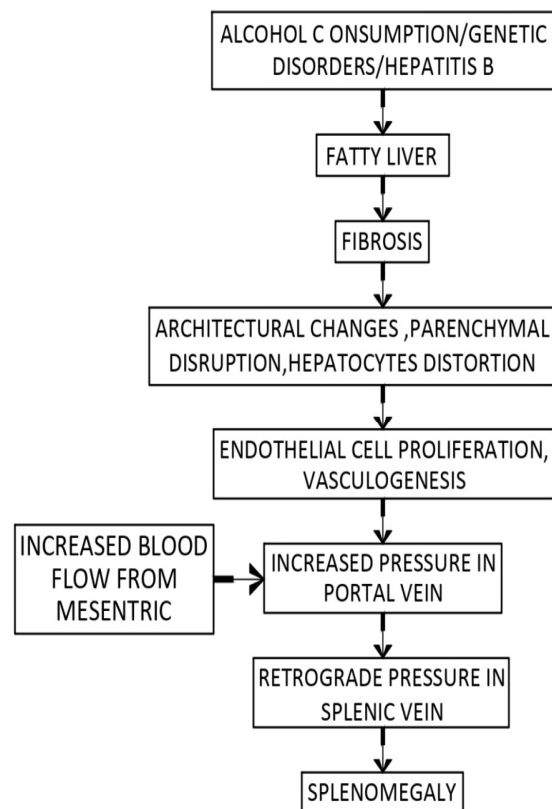 ALCOHOL C ONSUMPTION/GENETIC
DISORDERS/HEPATITIS B
FATTY LIVER
FIBROSIS
ARCHITECTURAL CHANGES ,PARENCHYMAL
DISRUPTION,HEPATOCYTES DISTORTION
ENDOTHELIAL CELL PROLIFERATION,
VASCULOGENESIS
INCREASED BLOOD
FLOW FROM
MESENTRIC
INCREASED PRESSURE IN
PORTAL VEIN
RETROGRADE PRESSURE IN
SPLENIC VEIN
SPLENOMEGALY